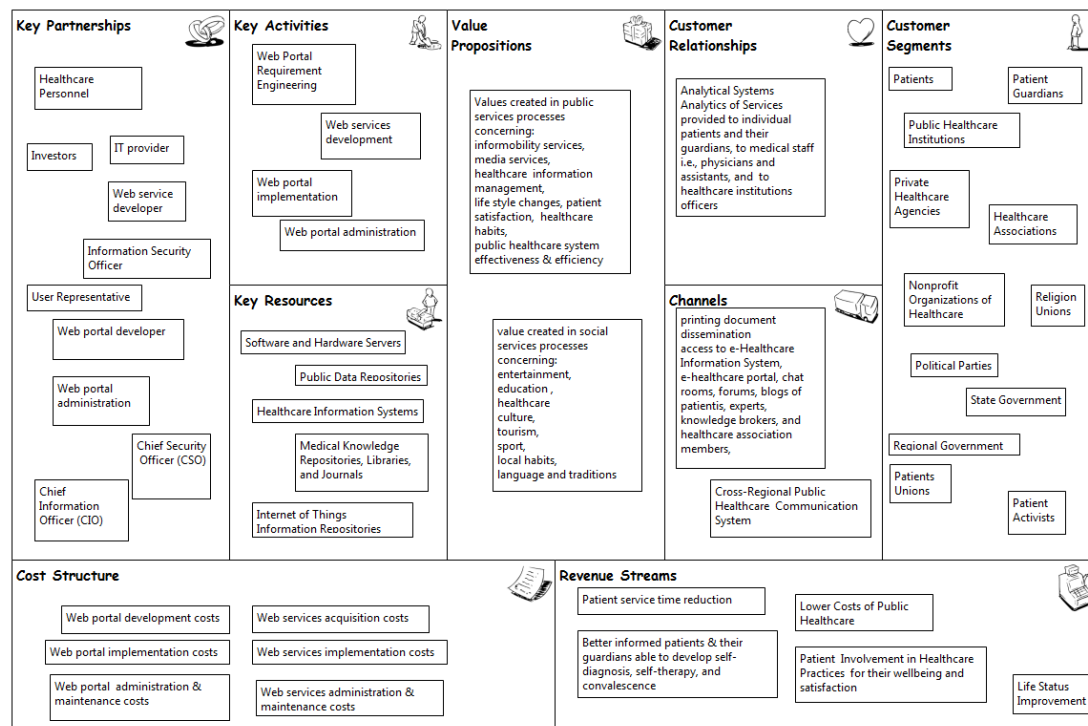 Key Partnerships
Healthcare
Personnel
Investors
IT provider
Web service
developer
Information Security
Officer
User Representative
Web portal developer
Web portal
administration
Chief Security
Officer (CSO)
Chief
Information
Officer (CIO)
Key Activities
Web Portal
Requirement
Engineering
Web services
development
Web portal
implementation
Web portal administration
Key Resources
Software and Hardware Servers
Public Data Repositories
Healthcare Information Systems
Medical Knowledge
Repositories, Libraries,
and Journals
Internet of Things
Information Repositories
Value
Propositions
Values created in public
services processes
concerning:
informobility services,
media services,
healthcare information
management,
life style changes, patient
satisfaction, healthcare
habits,
public healthcare system
effectiveness & efficiency
value created in social
services processes
concerning:
entertainment,
education ,
healthcare
culture,
tourism,
sport,
local habits,
language and traditions
Customer
Relationships
Analytical Systems
Analytics of Services
provided to individual
patients and their
guardians, to medical staff
i.e., physicians and
assistants, and to
healthcare institutions
officers
Channels
printing document
dissemination
access to e-Healthcare
Information System,
e-healthcare portal, chat
rooms, forums, blogs of
patientis, experts,
knowledge brokers, and
healthcare association
members,
Cross-Regional Public
Healthcare Communication
System
Customer
Segments
Patients
Patient
Guardians
Public Healthcare
Institutions
Private
Healthcare
Agencies
Healthcare
Associations
Nonprofit
Organizations of
Healthcare
Religion
Unions
Political Parties
State Government
Regional Government
Patients
Unions
Patient
Activists
Cost Structure
Web portal development costs
Web services acquisition costs
Web portal implementation costs
Web services implementation costs
Web portal administration &
maintenance costs
Web services administration &
maintenance costs
Revenue Streams
Patient service time reduction
Lower Costs of Public
Healthcare
Better informed patients & their
guardians able to develop self-
diagnosis, self-therapy, and
convalescence
Patient Involvement in Healthcare
Practices for their wellbeing and
satisfaction
Life Status
Improvement